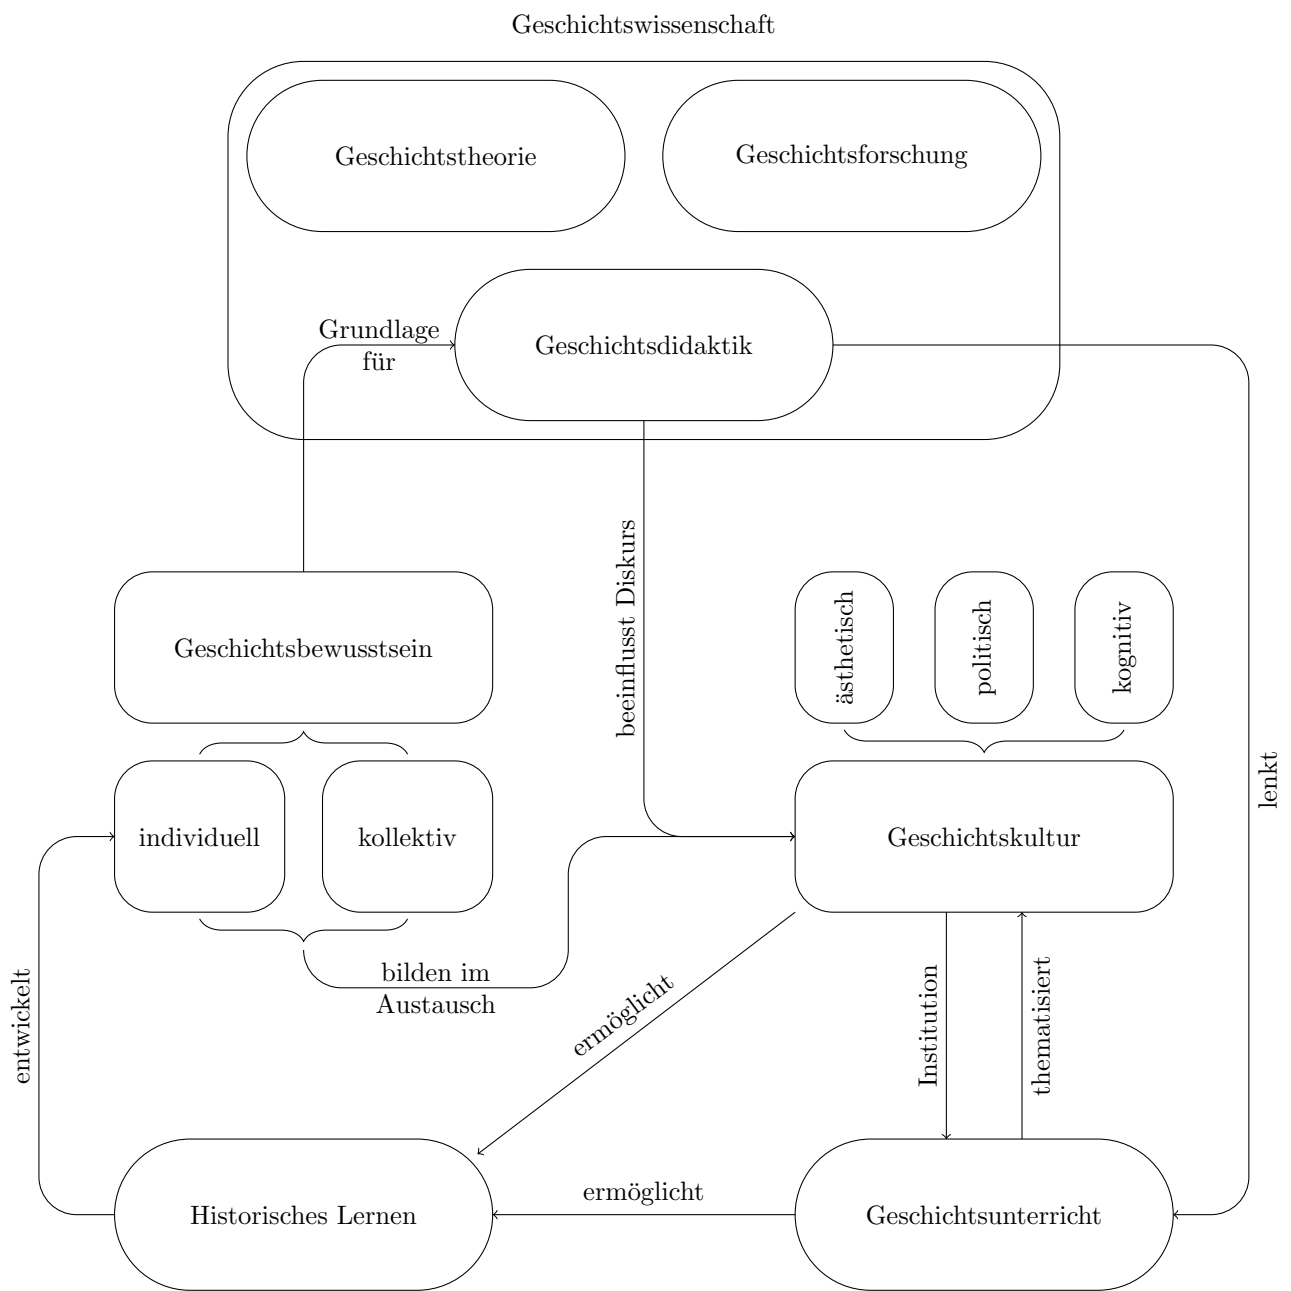 Geschichtswissenschaft
Geschichtstheorie
Geschichtsforschung
Grundlage
für
Geschichtsdidaktik
beeinflusst Diskurs
Geschichtsbewusstsein
ästhetisch
politisch
kognitiv
lenkt
individuell
kollektiv
Geschichtskultur
bilden im
Austausch
entwickelt
ermöglicht
Institution
thematisiert
Historisches Lernen
ermöglicht
Geschichtsunterricht